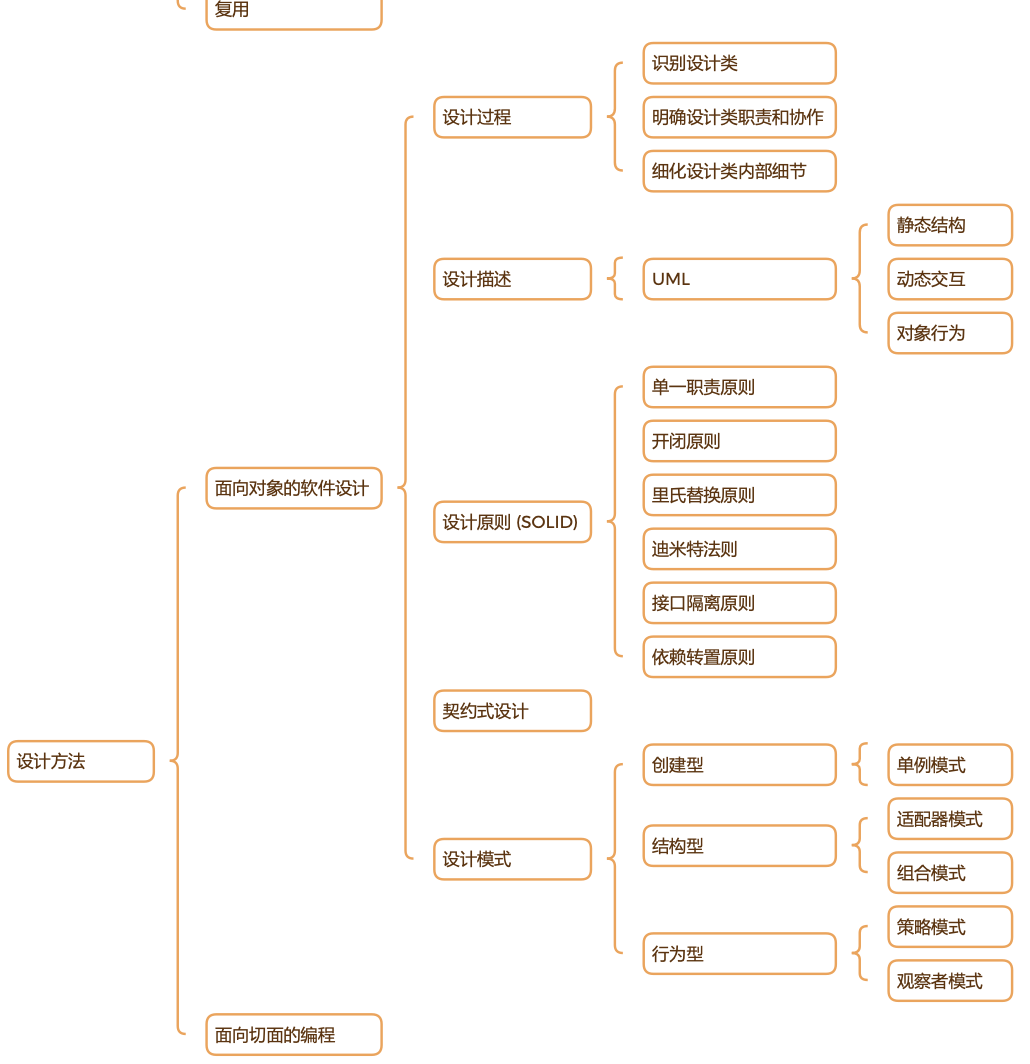 复用
识别设计类
设计过程
明确设计类职责和协作
细化设计类内部细节
静态结构
设计描述
UML
动态交互
对象行为
单一职责原则
开闭原则
面向对象的软件设计
里氏替换原则
设计原则 (SOLID)
迪米特法则
接口隔离原则
依赖转置原则
契约式设计
设计方法
创建型
单例模式
适配器模式
结构型
设计模式
组合模式
策略模式
行为型
观察者模式
面向切面的编程